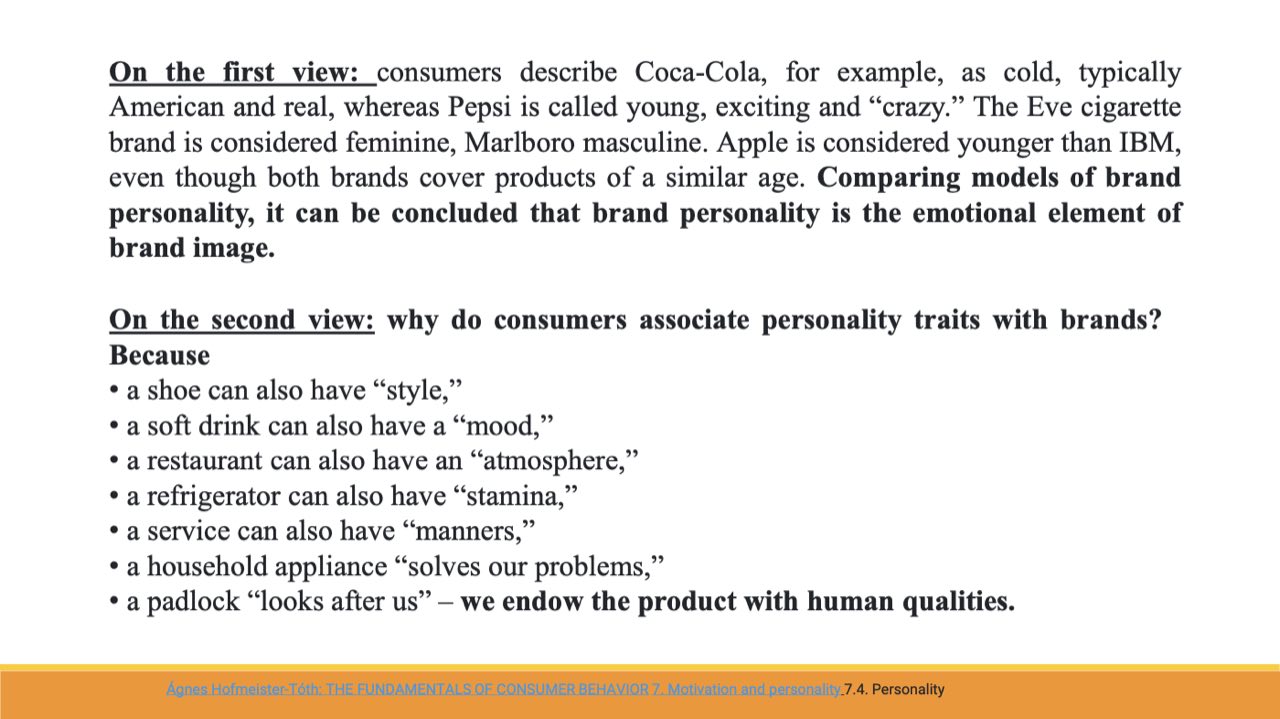 On the first view: consumers describe Coca-Cola, for example, as cold, typically
American and real, whereas Pepsi is called young, exciting and “crazy.” The Eve cigarette
brand is considered feminine, Marlboro masculine. Apple is considered younger than IBM,
even though both brands cover products of a similar age. Comparing models of brand
personality, it can be concluded that brand personality is the emotional element of
brand image.
On the second view: why do consumers associate personality traits with brands?
Because
• a shoe can also have “style,”
• a soft drink can also have a “mood,”
• a restaurant can also have an “atmosphere,”
• a refrigerator can also have “stamina,”
• a service can also have “manners,”
• a household appliance “solves our problems,”
• a padlock “looks after us” – we endow the product with human qualities.
Ágnes Hofmeister-Tóth: THE FUNDAMENTALS OF CONSUMER BEHAVIOR 7. Motivation and personality 7.4. Personality